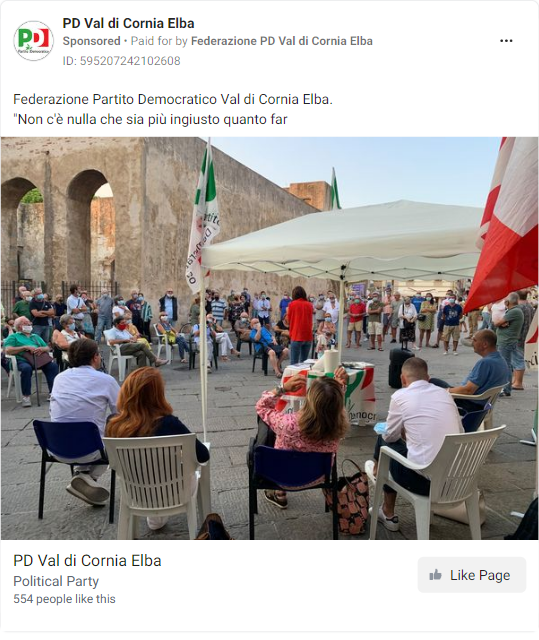 PD Val di Cornia Elba
Sponsored • Paid for by Federazione PD Val di Cornia Elba
ID: 595207242102608
PD
Partito Democratico
Federazione Partito Democratico Val di Cornia Elba.
"Non c'è nulla che sia più ingiusto quanto far
PD Val di Cornia Elba
Political Party
554 people like this
Like Page